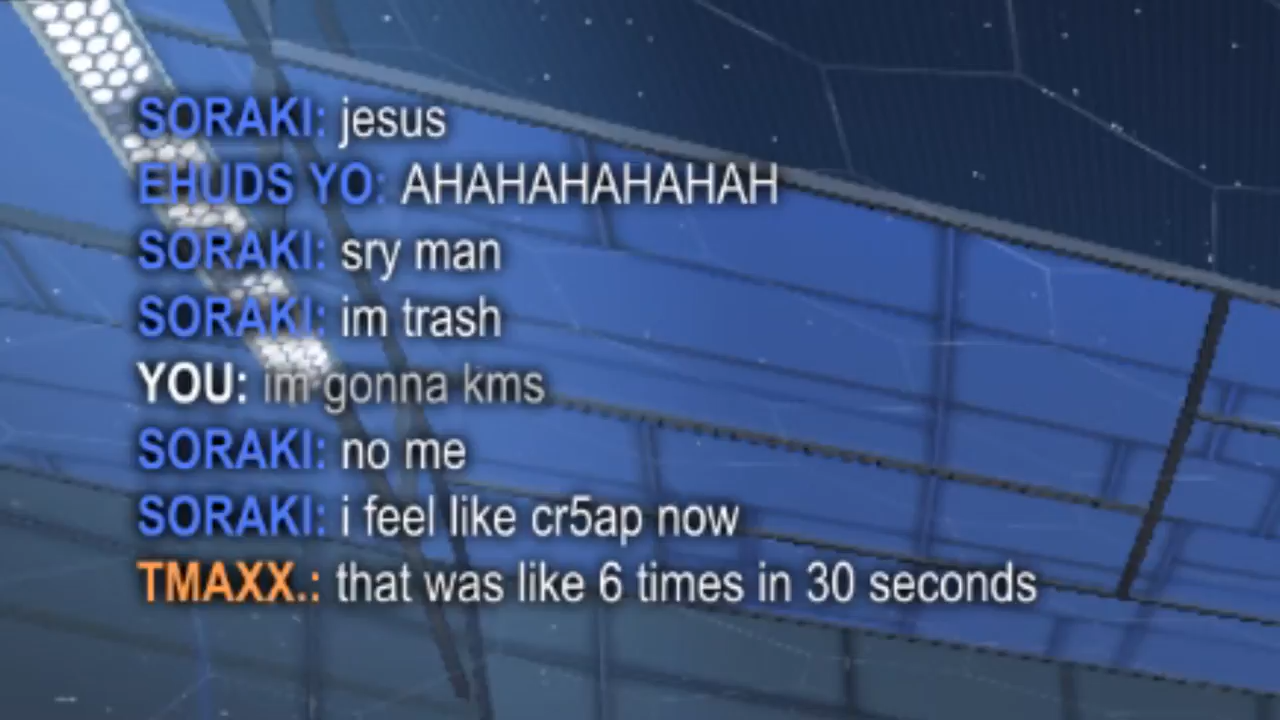 SORAKI: jesus
EHUDS YO: AHAHAHAHAHAH
SORAKI: sry man
SORAKI: im trash
YOU: im gonna kms
SORAKI: no me
SORAKI: i feel like cr5ap now
TMAXX.: that was like 6 times in 30 seconds